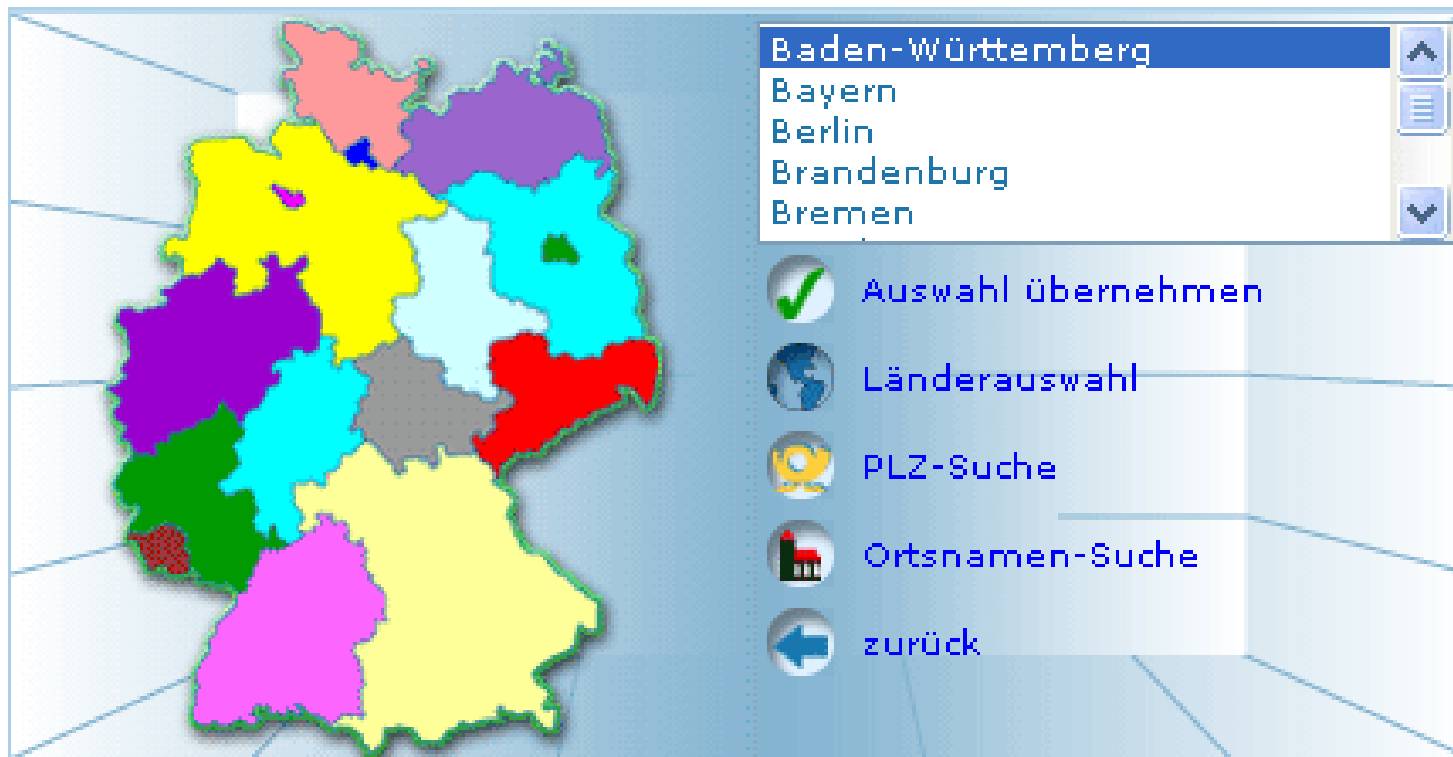 Baden-Württemberg
Bayern
Berlin
Brandenburg
Bremen
Auswahl übernehmen
Länderauswahl
PLZ-Suche
Ortsnamen-Suche
zurück